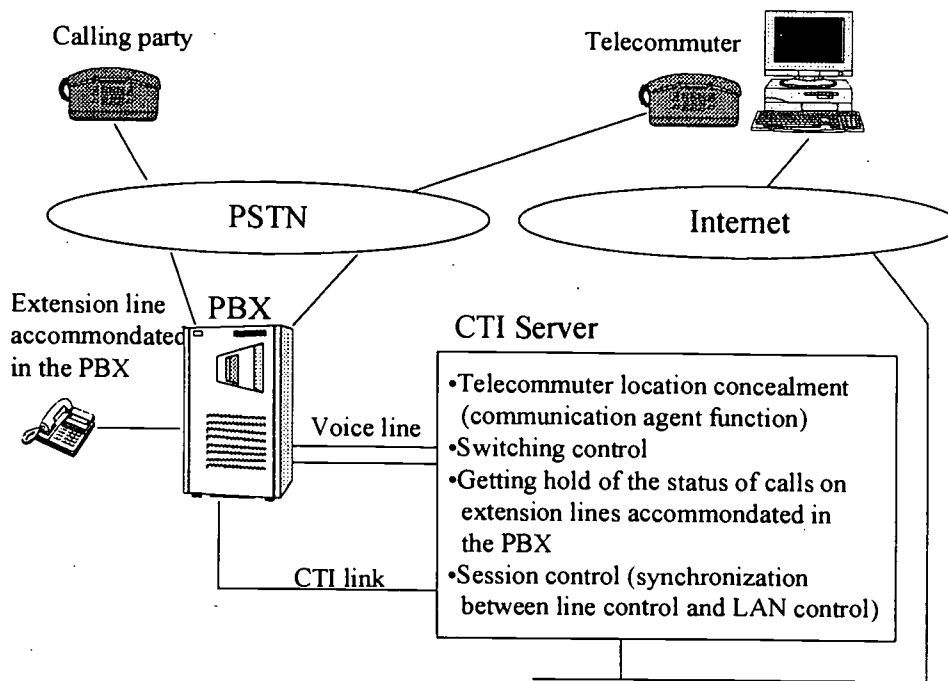 Calling party
Telecommuter
PSTN
Internet
Extension line
accommondated
in the PBX
PBX
CTI Server
•Telecommuter location concealment
(communication agent function)
•Switching control
•Getting hold of the status of calls on
extension lines accommondated in
the PBX
•Session control (synchronization
between line control and LAN control)
Voice line
CTI link